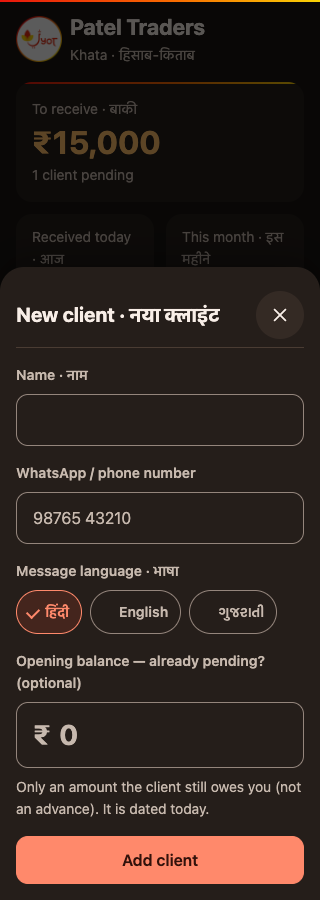 Jyot
Patel Traders
Khata · हिसाब-किताब
To receive · बाकी
₹15,000
1 client pending
Received today
· आज
This month · इस
महीने
New client · नया क्लाइंट
Name · नाम
WhatsApp / phone number
98765 43210
Message language · भाषा
हिंदी
English
ગુજરાતી
Opening balance — already pending?
(optional)
₹ 0
Only an amount the client still owes you (not
an advance). It is dated today.
Add client